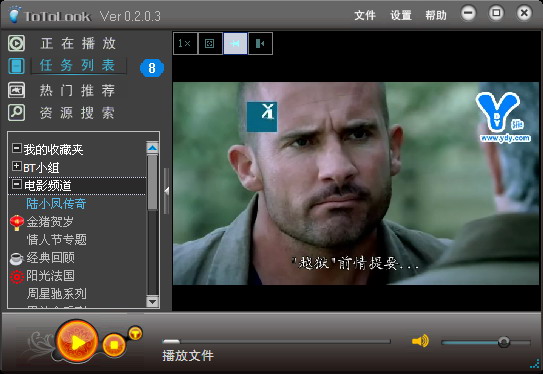 ToToLook Ver0.2.0.3 文件 设置 帮助
正在播放
任务列表
8
热门推荐
资源搜索
1×
我的收藏夹
BT小组
电影频道
陆小凤传奇
金猪贺岁
情人节专题
经典回顾
阳光法国
周星驰系列
www.ydy.com
"越狱"前情提要...
播放文件